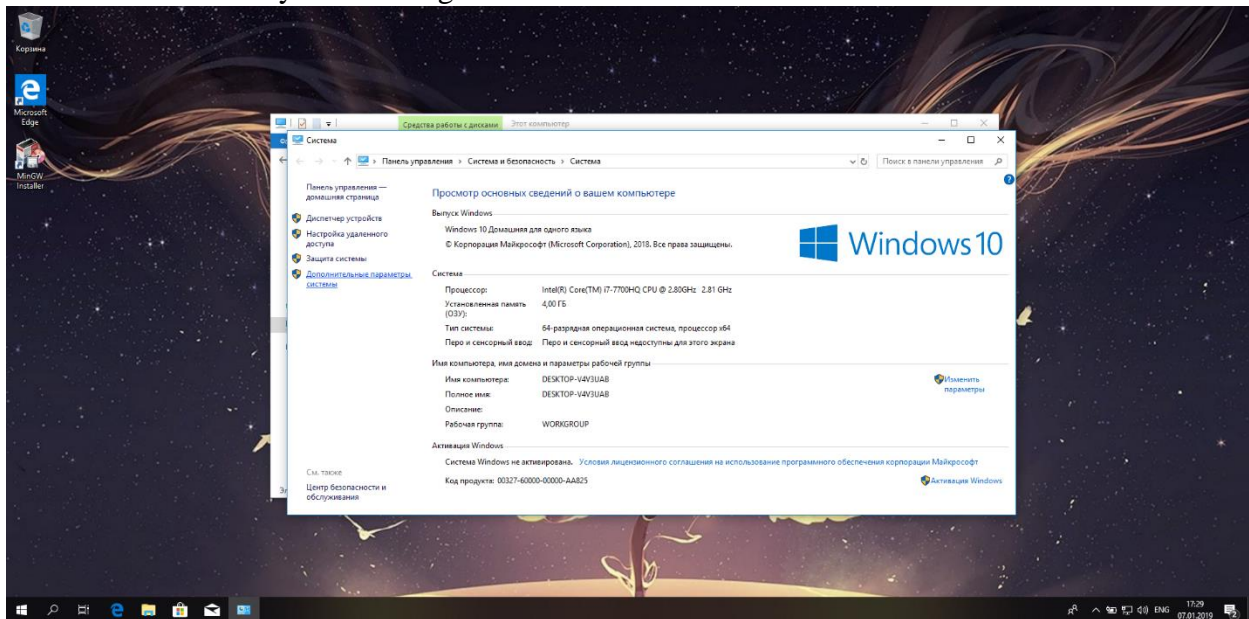 Корзина
Microsoft
Edge
MinGW
Installer
Средства работы с дисками Этот компьютер
Система
Панель управления › Система и безопасность › Система
Поиск в панели управления
Панель управления —
домашняя страница
Диспетчер устройств
Настройка удаленного
доступа
Защита системы
Дополнительные параметры
системы
См. также
Центр безопасности и
обслуживания
Просмотр основных сведений о вашем компьютере
Выпуск Windows
Windows 10 Домашняя для одного языка
© Корпорация Майкрософт (Microsoft Corporation), 2018. Все права защищены.
Windows 10
Система
Процессор: Intel(R) Core(TM) i7-7700HQ CPU @ 2.80GHz 2.81 GHz
Установленная память 4,00 ГБ
(ОЗУ):
Тип системы: 64-разрядная операционная система, процессор x64
Перо и сенсорный ввод: Перо и сенсорный ввод недоступны для этого экрана
Имя компьютера, имя домена и параметры рабочей группы
Имя компьютера: DESKTOP-V4V3UAB
Изменить
параметры
Полное имя: DESKTOP-V4V3UAB
Описание:
Рабочая группа: WORKGROUP
Активация Windows
Система Windows не активирована. Условия лицензионного соглашения на использование программного обеспечения корпорации Майкрософт
Код продукта: 00327-60000-00000-AA825 Активация Windows
ENG
17:29
07.01.2019